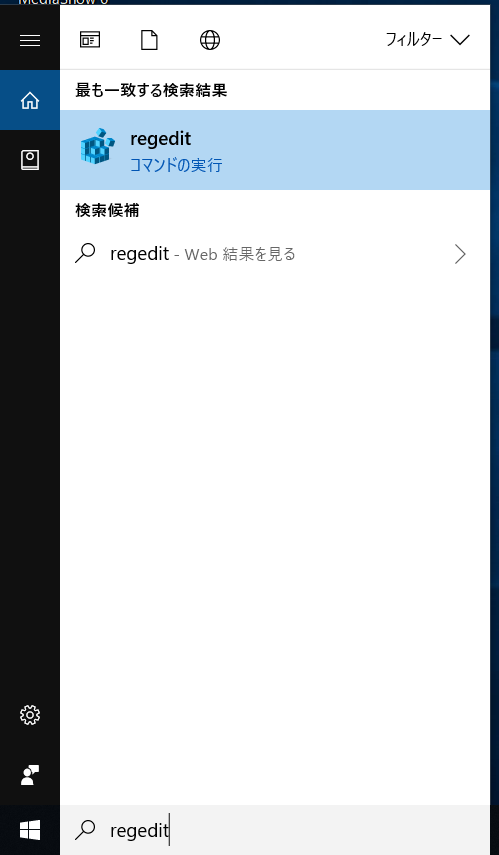 MediaShow 6
フィルター
最も一致する検索結果
regedit
コマンドの実行
検索候補
regedit - Web 結果を見る
regedit